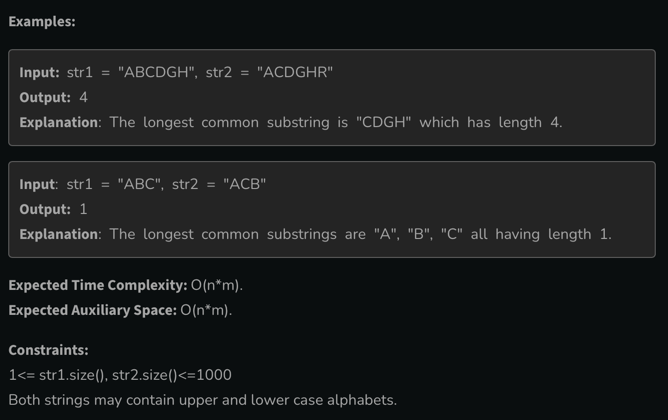 Examples:
Input: str1 = "ABCDGH", str2 = "ACDGHR"
Output: 4
Explanation: The longest common substring is "CDGH" which has length 4.
Input: str1 = "ABC", str2 = "ACB"
Output: 1
Explanation: The longest common substrings are "A", "B", "C" all having length 1.
Expected Time Complexity: O(n*m).
Expected Auxiliary Space: O(n*m).
Constraints:
1<= str1.size(), str2.size()<=1000
Both strings may contain upper and lower case alphabets.